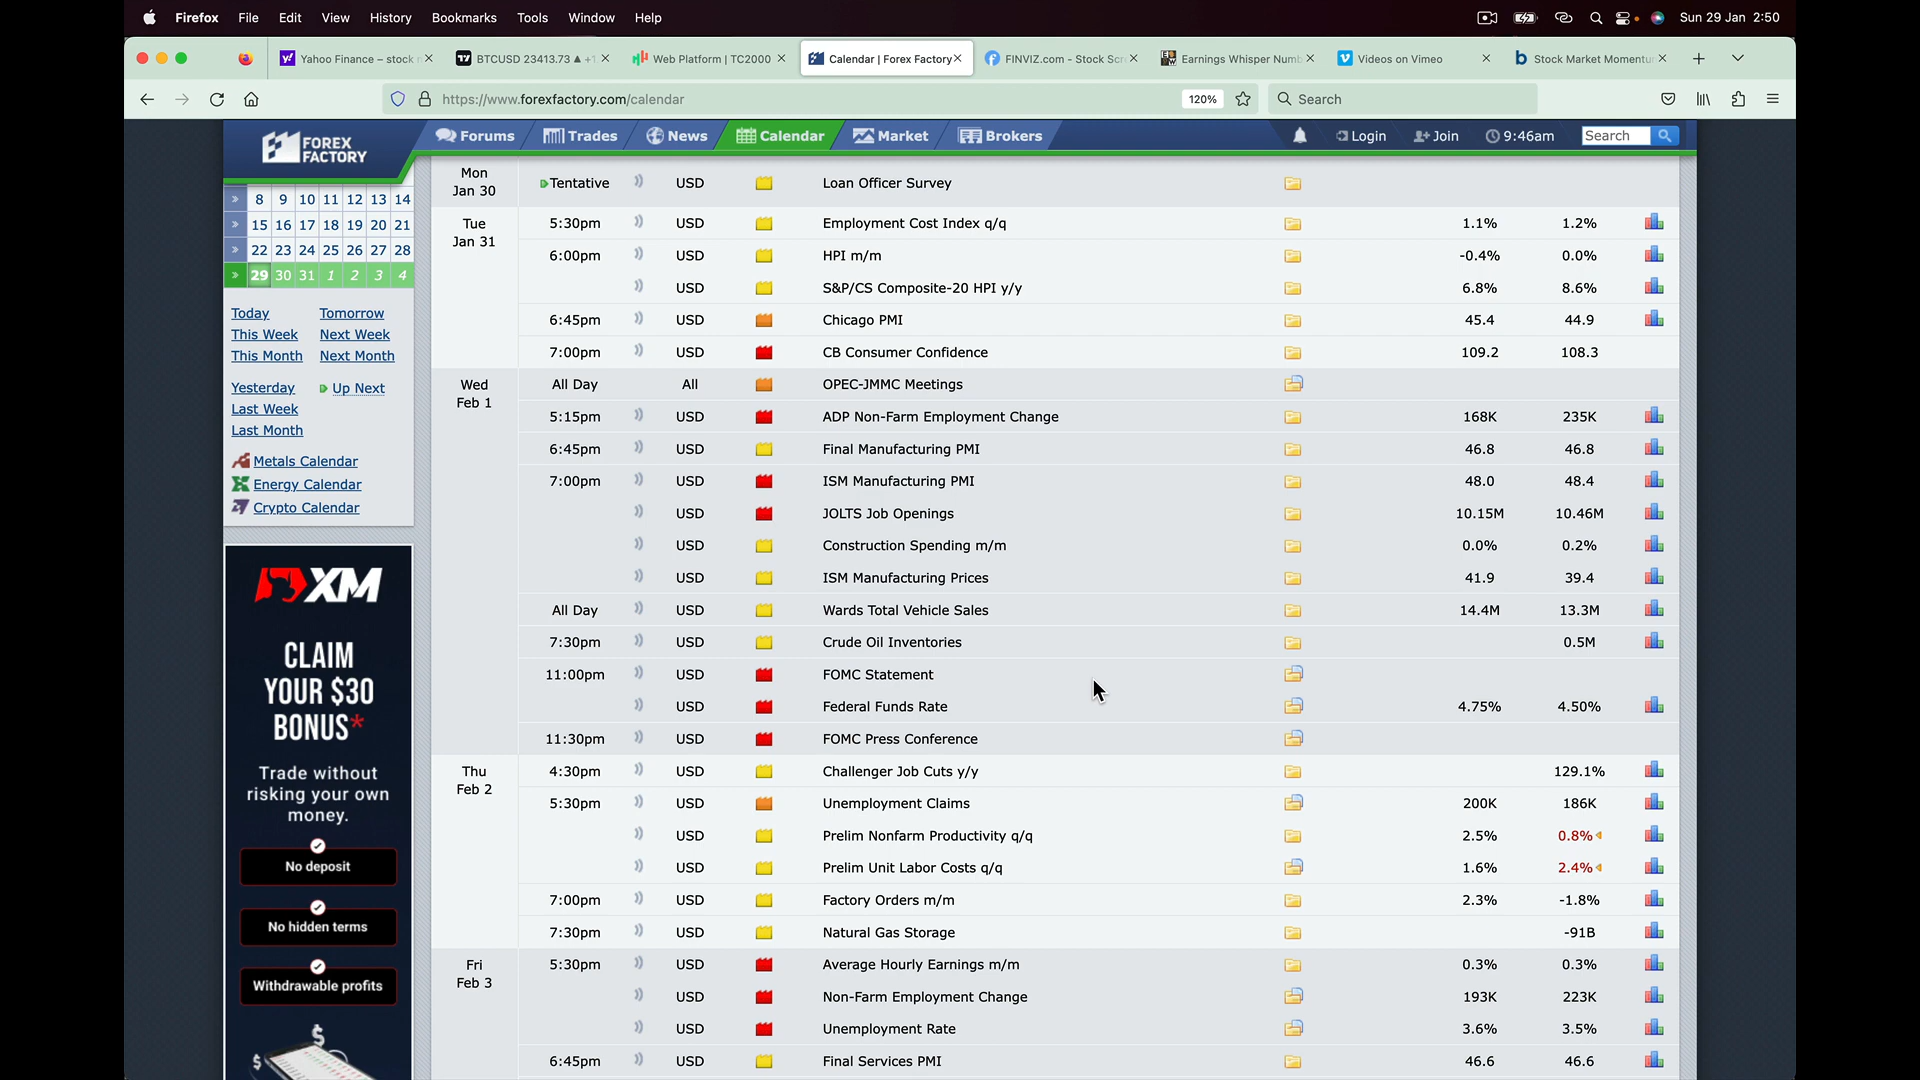 Firefox File Edit View History Bookmarks Tools Window Help Sun 29 Jan 2:50
Yahoo Finance – stock BTCUSD 23413.73 ▲ +1 Web Platform | TC2000 Calendar | Forex Factory FINVIZ.com - Stock Scr Earnings Whisper Numb Videos on Vimeo Stock Market Momentu
https://www.forexfactory.com/calendar 120% Search
FOREX FACTORY
Forums Trades News Calendar Market Brokers Login Join 9:46am Search
» 8 9 10 11 12 13 14
» 15 16 17 18 19 20 21
» 22 23 24 25 26 27 28
» 29 30 31 1 2 3 4
Today Tomorrow
This Week Next Week
This Month Next Month
Yesterday Up Next
Last Week
Last Month
Metals Calendar
Energy Calendar
Crypto Calendar
XM
CLAIM
YOUR $30
BONUS*
Trade without
risking your own
money.
No deposit
No hidden terms
Withdrawable profits
$
$
Mon Jan 30 Tentative USD Loan Officer Survey
Tue Jan 31 5:30pm USD Employment Cost Index q/q 1.1% 1.2%
6:00pm USD HPI m/m -0.4% 0.0%
USD S&P/CS Composite-20 HPI y/y 6.8% 8.6%
6:45pm USD Chicago PMI 45.4 44.9
7:00pm USD CB Consumer Confidence 109.2 108.3
Wed Feb 1 All Day All OPEC-JMMC Meetings
5:15pm USD ADP Non-Farm Employment Change 168K 235K
6:45pm USD Final Manufacturing PMI 46.8 46.8
7:00pm USD ISM Manufacturing PMI 48.0 48.4
USD JOLTS Job Openings 10.15M 10.46M
USD Construction Spending m/m 0.0% 0.2%
USD ISM Manufacturing Prices 41.9 39.4
All Day USD Wards Total Vehicle Sales 14.4M 13.3M
7:30pm USD Crude Oil Inventories 0.5M
11:00pm USD FOMC Statement
USD Federal Funds Rate 4.75% 4.50%
11:30pm USD FOMC Press Conference
Thu Feb 2 4:30pm USD Challenger Job Cuts y/y 129.1%
5:30pm USD Unemployment Claims 200K 186K
USD Prelim Nonfarm Productivity q/q 2.5% 0.8%
USD Prelim Unit Labor Costs q/q 1.6% 2.4%
7:00pm USD Factory Orders m/m 2.3% -1.8%
7:30pm USD Natural Gas Storage -91B
Fri Feb 3 5:30pm USD Average Hourly Earnings m/m 0.3% 0.3%
USD Non-Farm Employment Change 193K 223K
USD Unemployment Rate 3.6% 3.5%
6:45pm USD Final Services PMI 46.6 46.6